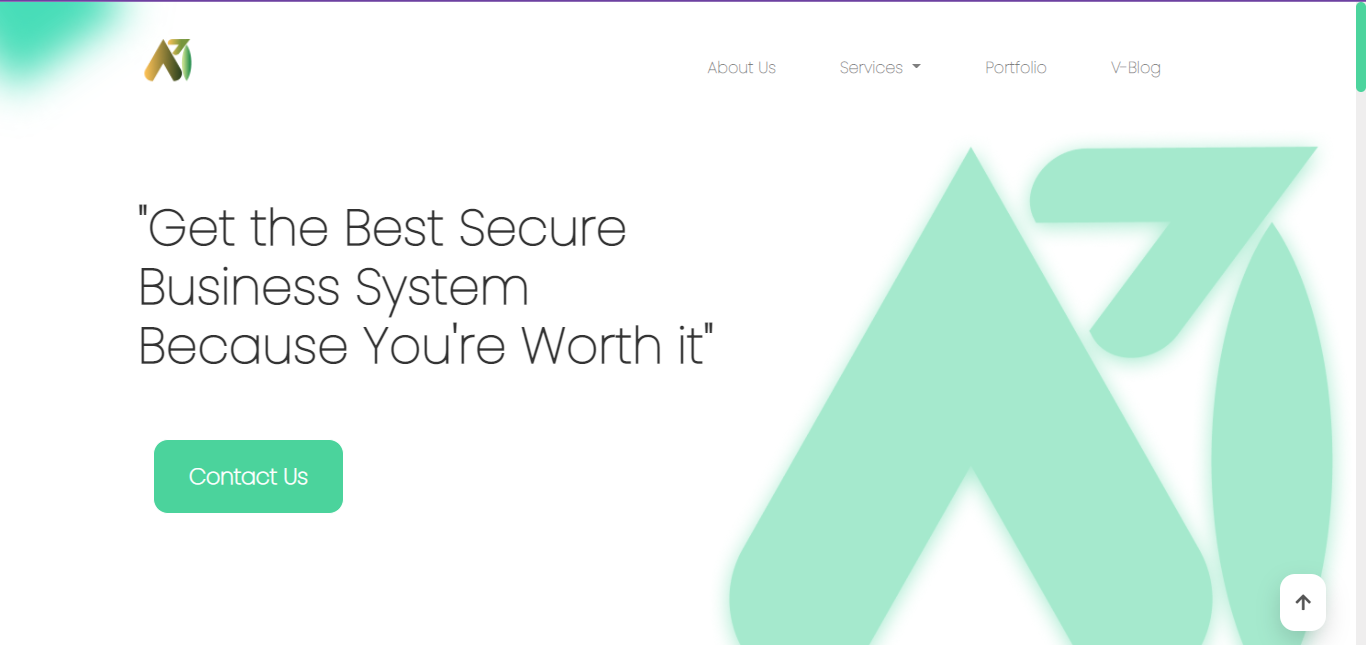 About Us
Services
Portfolio
V-Blog
"Get the Best Secure
Business System
Because You're Worth it"
Contact Us